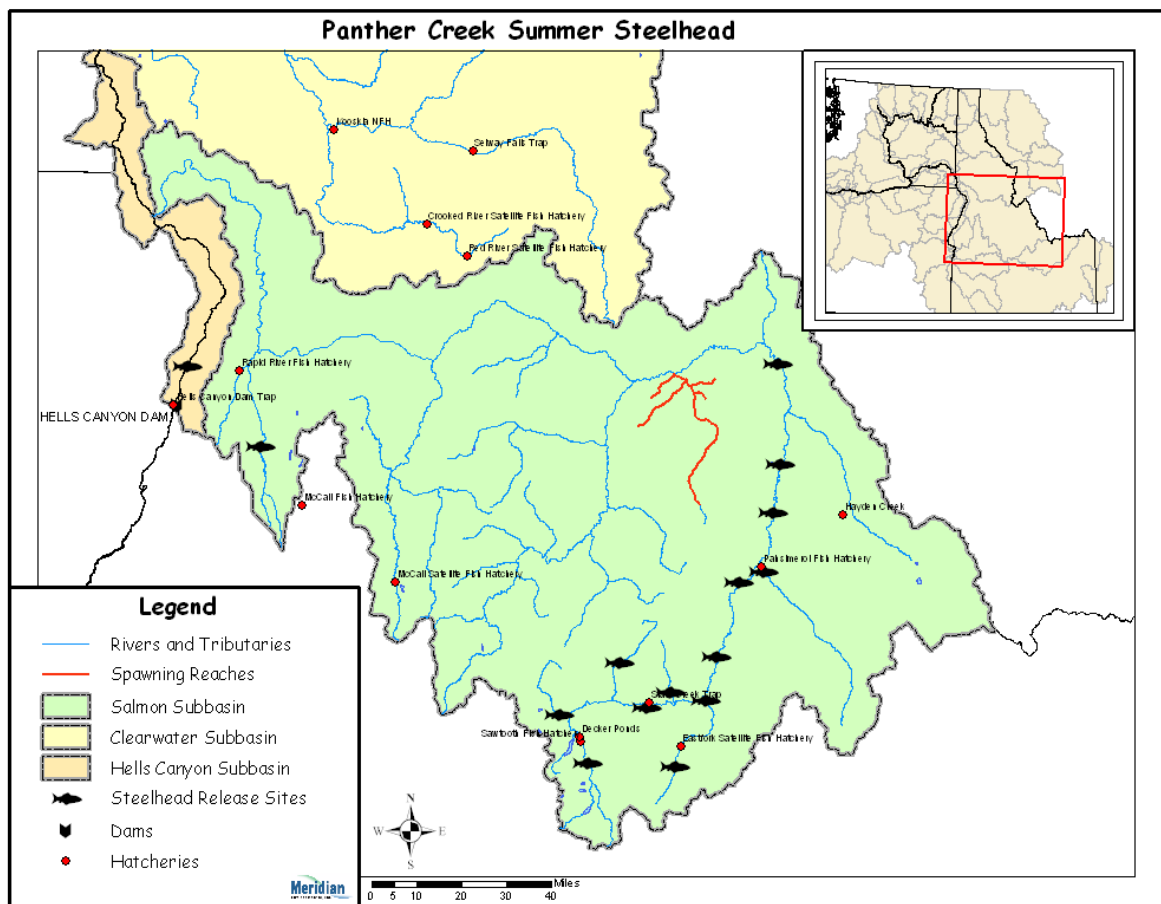 Panther Creek Summer Steelhead
Kooskia NFH
Selway Falls Trap
Crooked River Satellite Fish Hatchery
Red River Satellite Fish Hatchery
Rapid River Fish Hatchery
Hells Canyon Dam Trap
HELLS CANYON DAM
McCall Fish Hatchery
Hayden Creek
Pahsimeroi Fish Hatchery
McCall Satellite Fish Hatchery
Creek Trap
Decker Ponds
Sawtooth Fish Hatchery
Eastfork Satellite Fish Hatchery
Legend
Rivers and Tributaries
Spawning Reaches
Salmon Subbasin
Clearwater Subbasin
Hells Canyon Subbasin
Steelhead Release Sites
Dams
Hatcheries
Meridian
N
W E
S
Miles
0 5 10 20 30 40